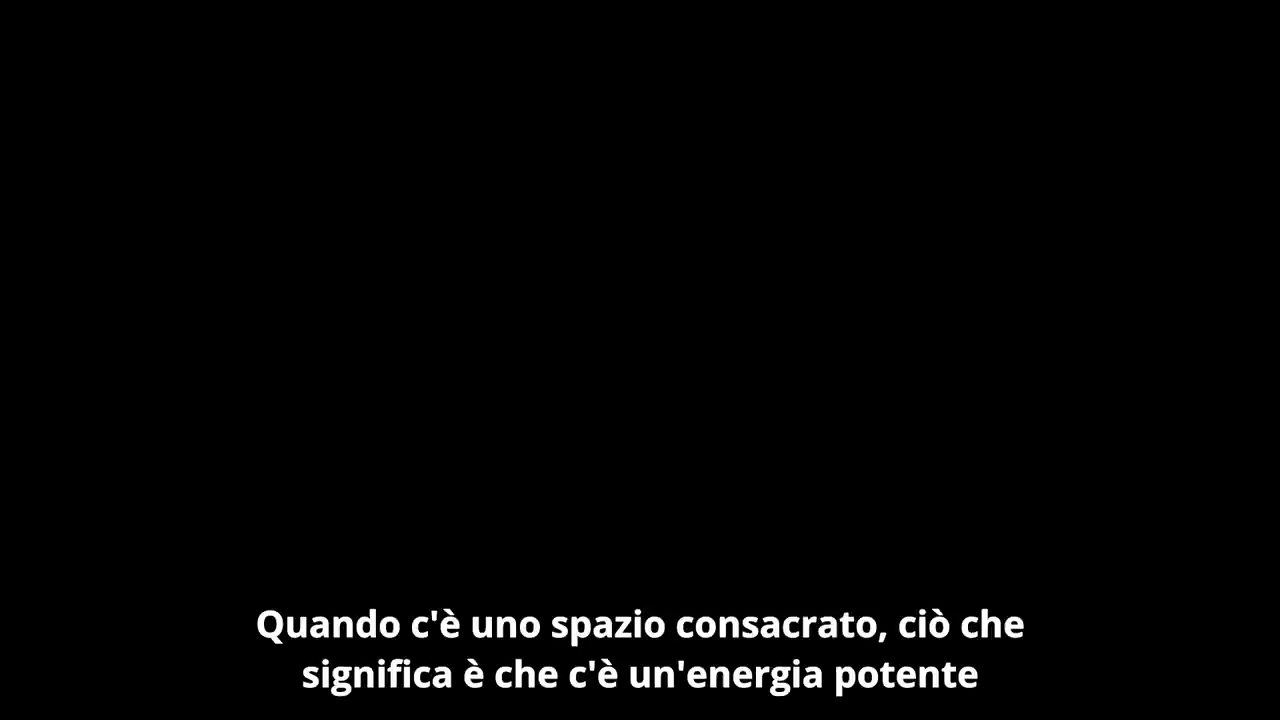 Quando c'è uno spazio consacrato, ciò che
significa è che c'è un'energia potente